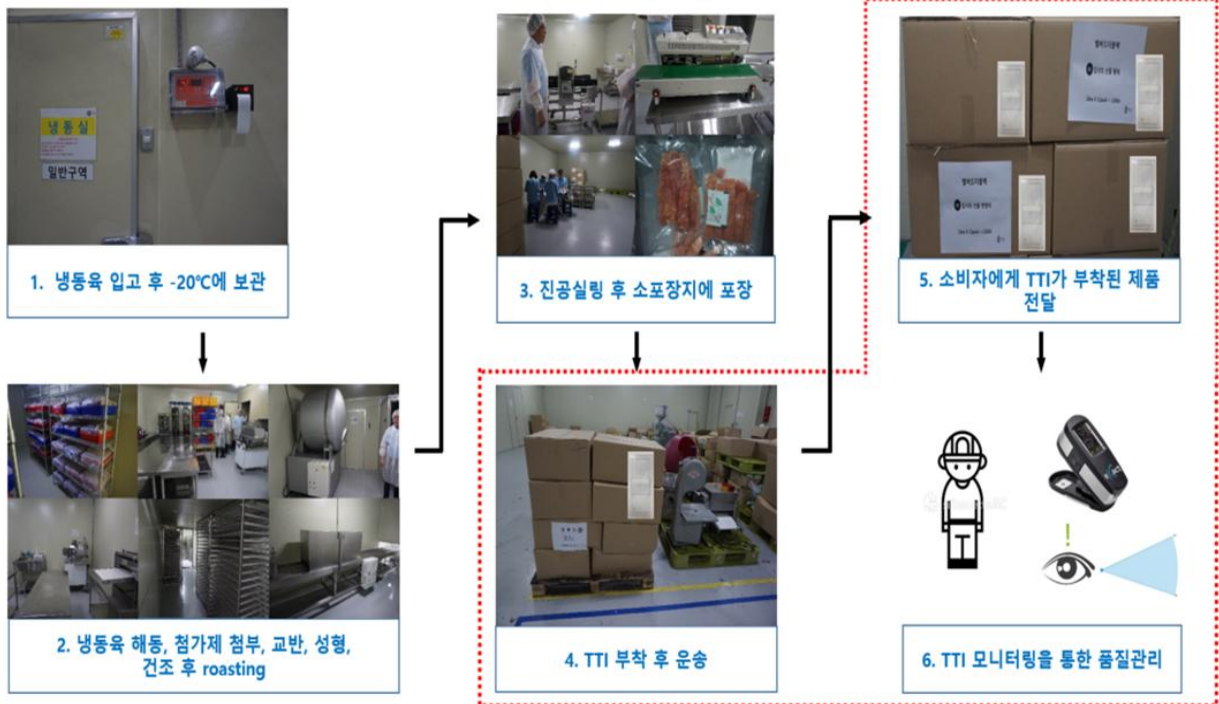 냉동실
일반구역
1. 냉동육 입고 후 -20℃에 보관
2. 냉동육 해동, 첨가제 첨부, 교반, 성형,
건조 후 roasting
3. 진공실링 후 소포장지에 포장
4. TTI 부착 후 운송
5. 소비자에게 TTI가 부착된 제품
전달
6. TTI 모니터링을 통한 품질관리